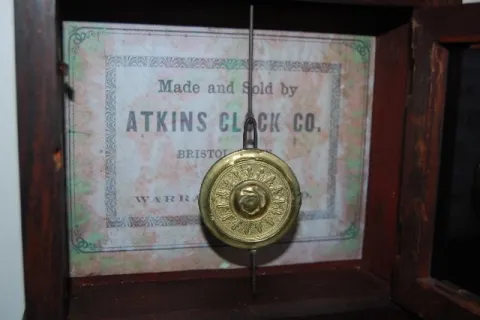 Made and Sold by
ATKINS CLOCK CO.
BRISTOL